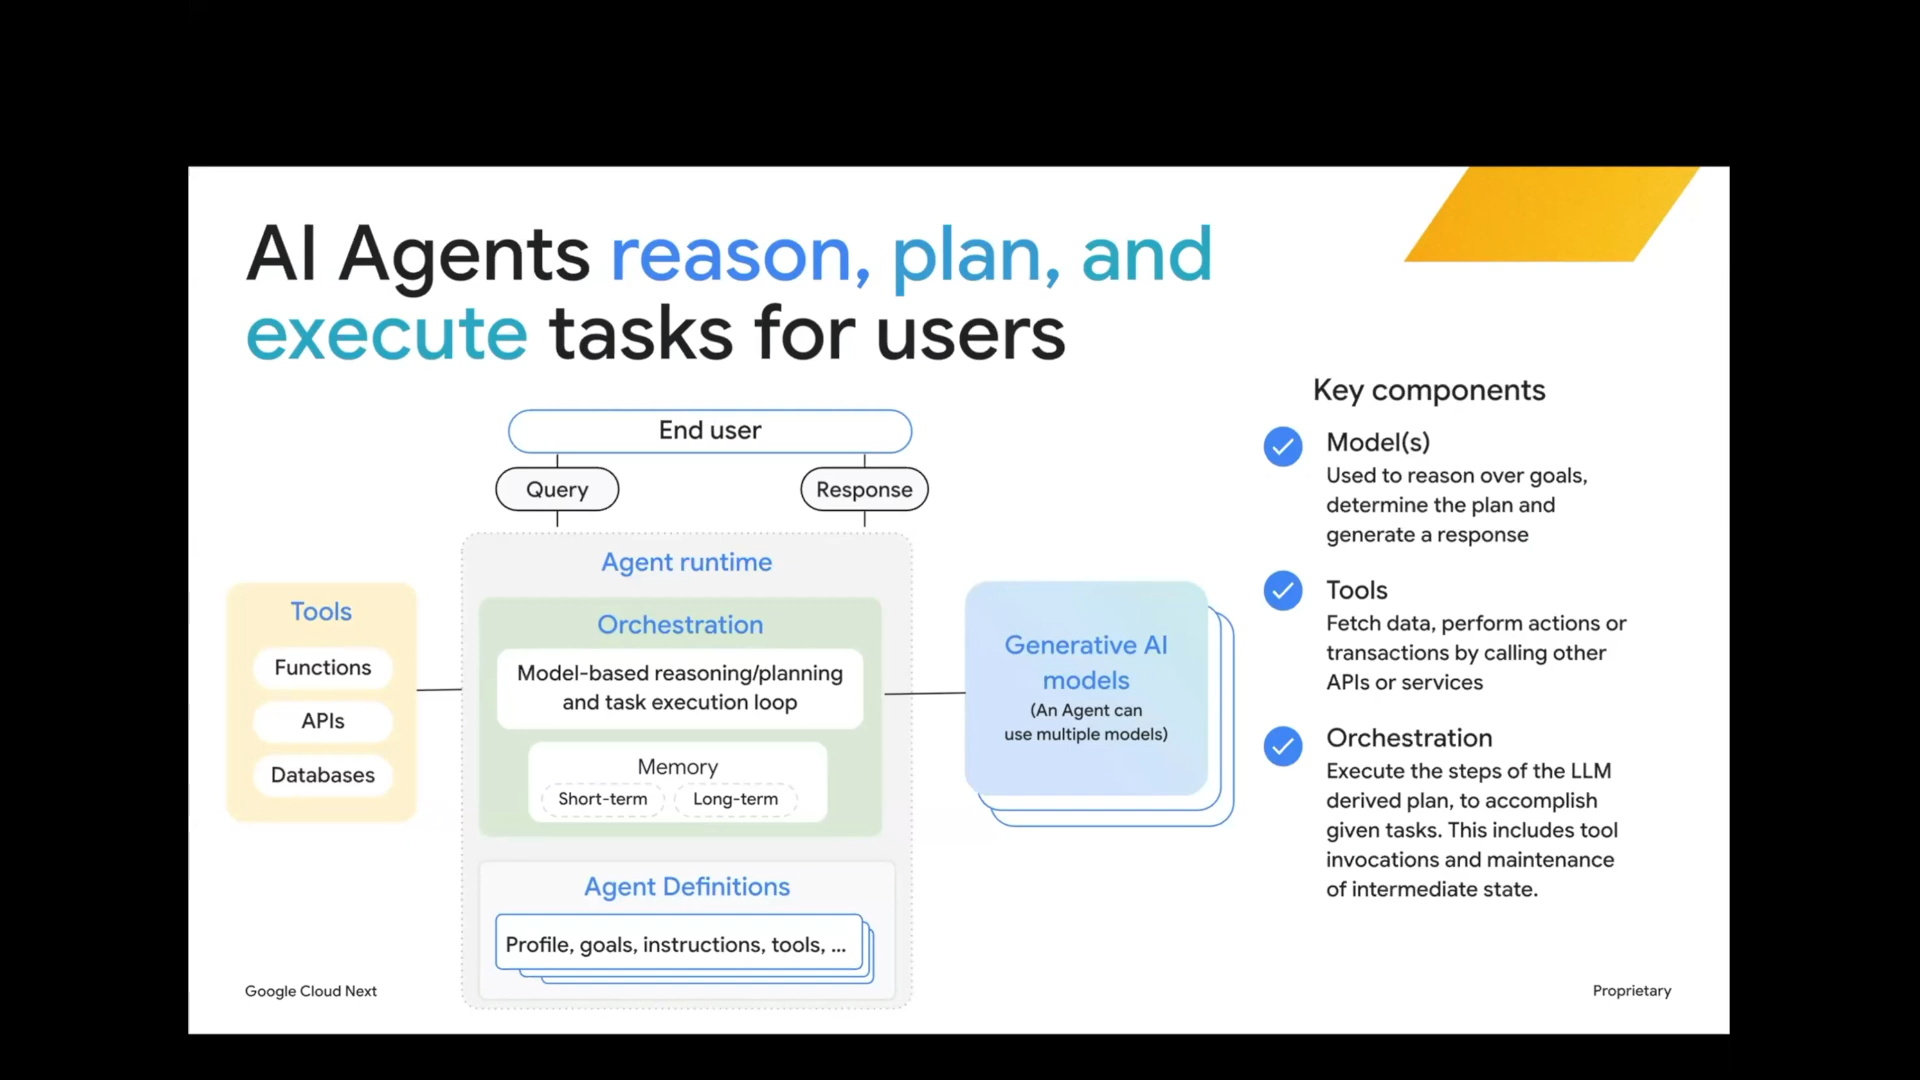 AI Agents reason, plan, and
execute tasks for users
End user
Query
Response
Agent runtime
Tools
Functions
APIs
Databases
Orchestration
Model-based reasoning/planning
and task execution loop
Memory
Short-term
Long-term
Agent Definitions
Profile, goals, instructions, tools, ...
Generative AI
models
(An Agent can
use multiple models)
Key components
Model(s)
Used to reason over goals,
determine the plan and
generate a response
Tools
Fetch data, perform actions or
transactions by calling other
APIs or services
Orchestration
Execute the steps of the LLM
derived plan, to accomplish
given tasks. This includes tool
invocations and maintenance
of intermediate state.
Google Cloud Next
Proprietary